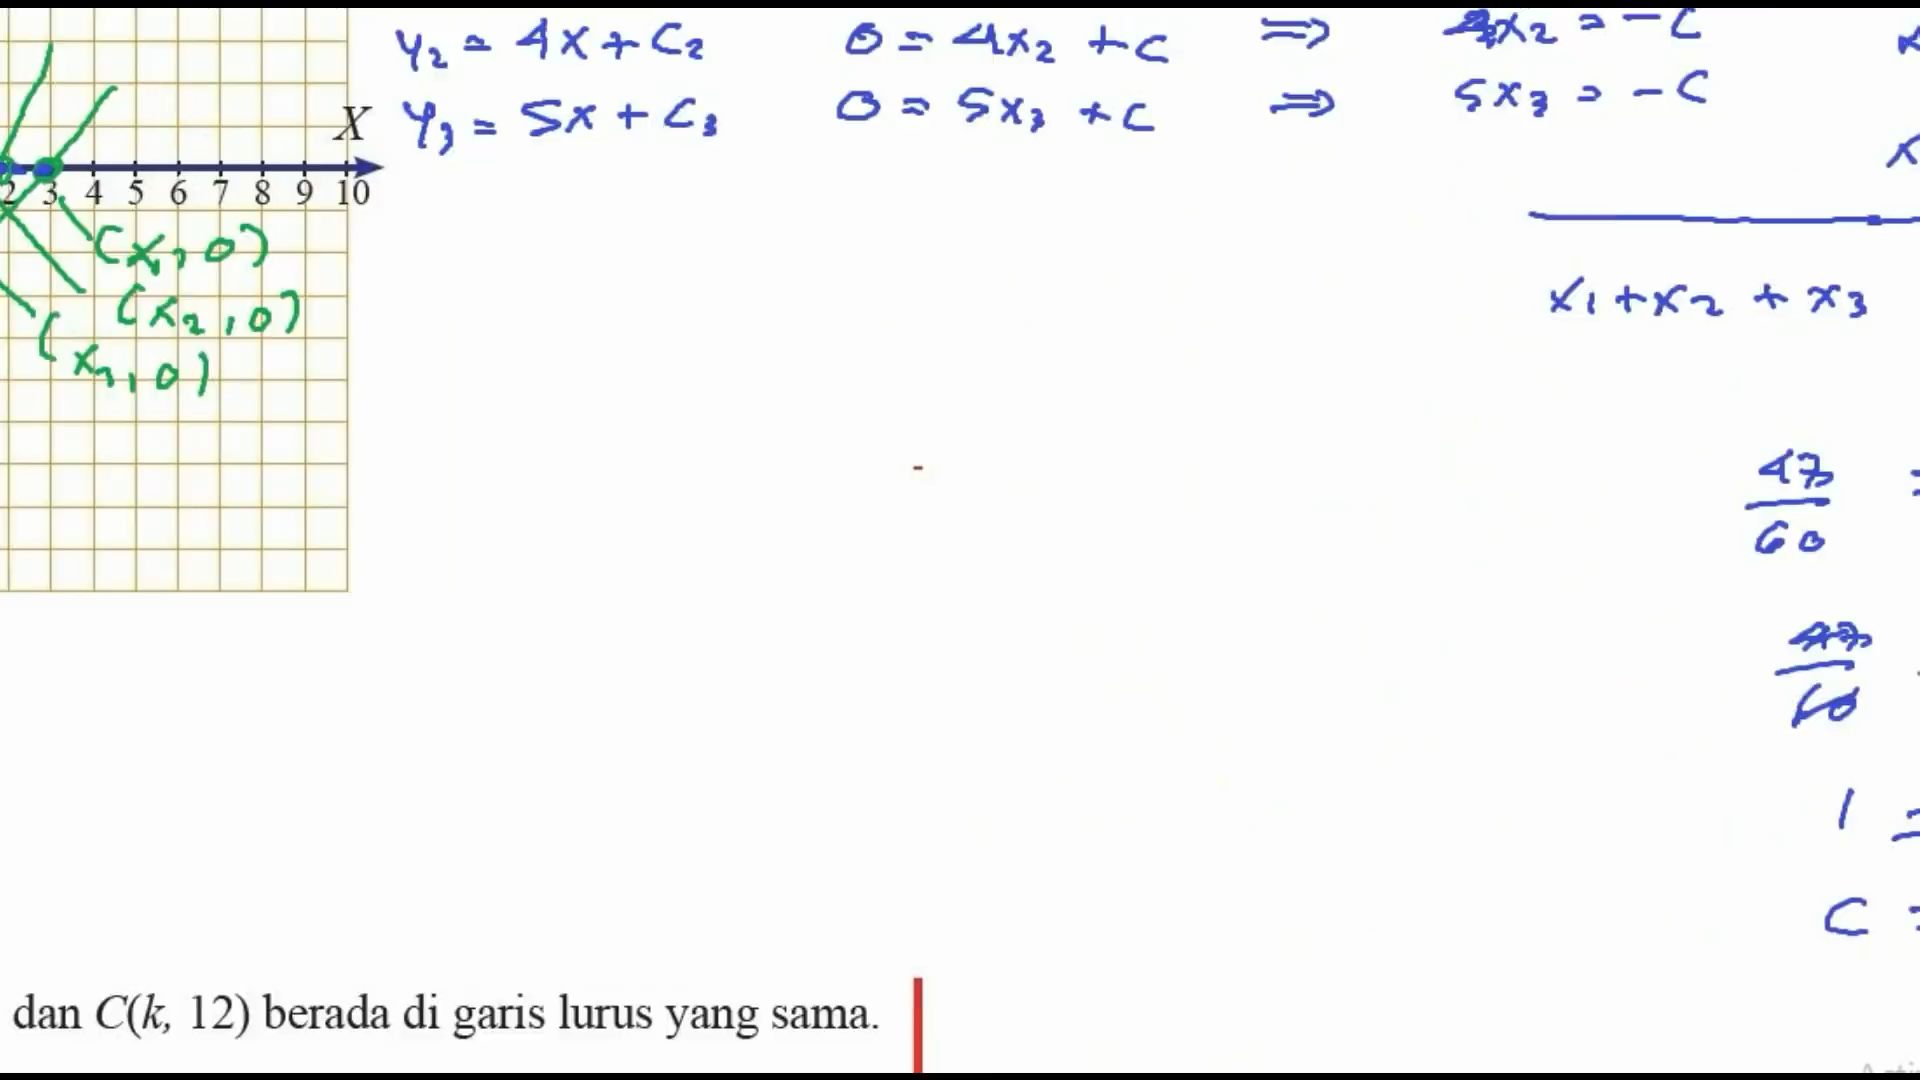 y₂ = 4x + C₂ 0 = 4x₂ + C ⇒ 4x₂ = -C
y₃ = 5x + C₃ 0 = 5x₃ + C ⇒ 5x₃ = -C
X
2 3 4 5 6 7 8 9 10
(x₁, 0)
(x₂, 0)
(x₃, 0)
x₁ + x₂ + x₃
47
60
47
60
1
C =
dan C(k, 12) berada di garis lurus yang sama.